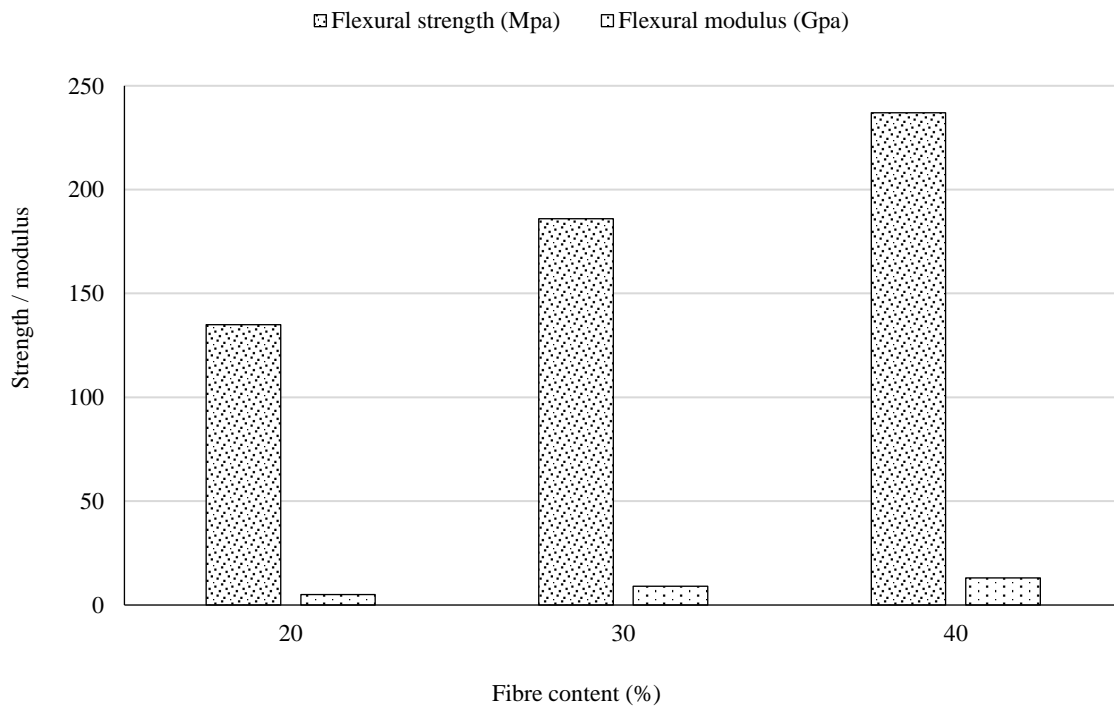 Flexural strength (Mpa) Flexural modulus (Gpa)
250
200
150
100
50
0
Strength / modulus
20 30 40
Fibre content (%)